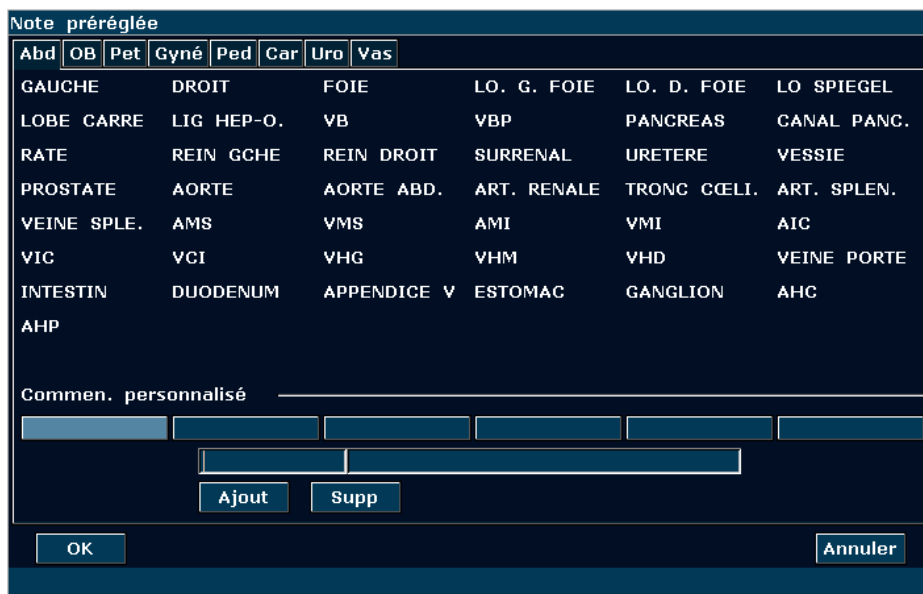 Note préréglée
Abd OB Pet Gyné Ped Car Uro Vas
GAUCHE DROIT FOIE LO. G. FOIE LO. D. FOIE LO SPIEGEL
LOBE CARRE LIG HEP-O. VB VBP PANCREAS CANAL PANC.
RATE REIN GCHE REIN DROIT SURRENAL URETERE VESSIE
PROSTATE AORTE AORTE ABD. ART. RENALE TRONC CŒLI. ART. SPLEN.
VEINE SPLE. AMS VMS AMI VMI AIC
VIC VCI VHG VHM VHD VEINE PORTE
INTESTIN DUODENUM APPENDICE V ESTOMAC GANGLION AHC
AHP
Commen. personnalisé
Ajout Supp
OK Annuler